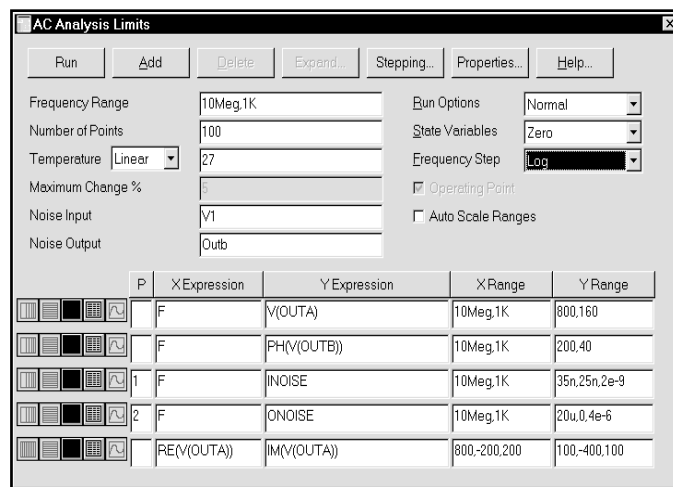 AC Analysis Limits
Run Add Delete Expand... Stepping... Properties... Help...
Frequency Range 10Meg,1K Run Options Normal
Number of Points 100 State Variables Zero
Temperature Linear 27 Frequency Step Log
Maximum Change % 5 Operating Point
Noise Input V1 Auto Scale Ranges
Noise Output Outb
P X Expression Y Expression X Range Y Range
F V(OUTA) 10Meg,1K 800,160
F PH(V(OUTB)) 10Meg,1K 200,40
1 F INOISE 10Meg,1K 35n,25n,2e-9
2 F ONOISE 10Meg,1K 20u,0,4e-6
RE(V(OUTA)) IM(V(OUTA)) 800,-200,200 100,-400,100